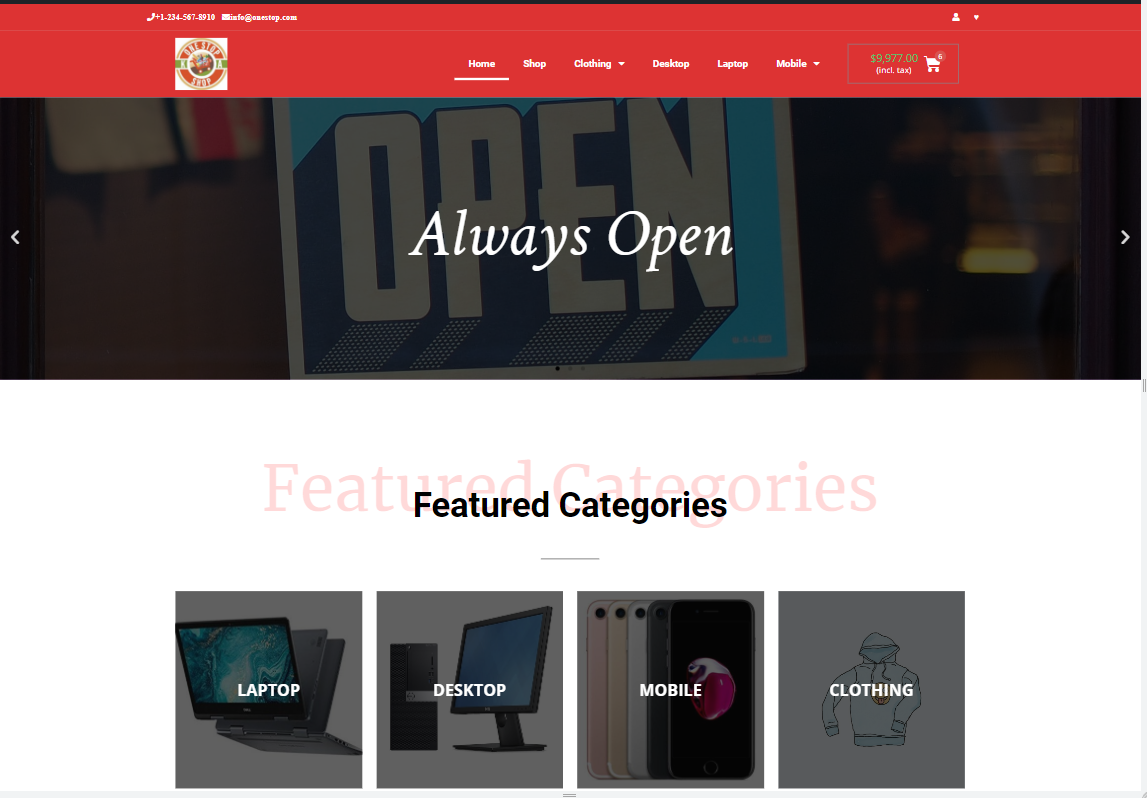 +1-234-567-8910 info@onestop.com
ONE STOP
K A
SHOP
Home Shop Clothing Desktop Laptop Mobile
$9,977.00 6
(incl. tax)
OPEN
Always Open
Featured Categories
Featured Categories
LAPTOP DESKTOP MOBILE CLOTHING